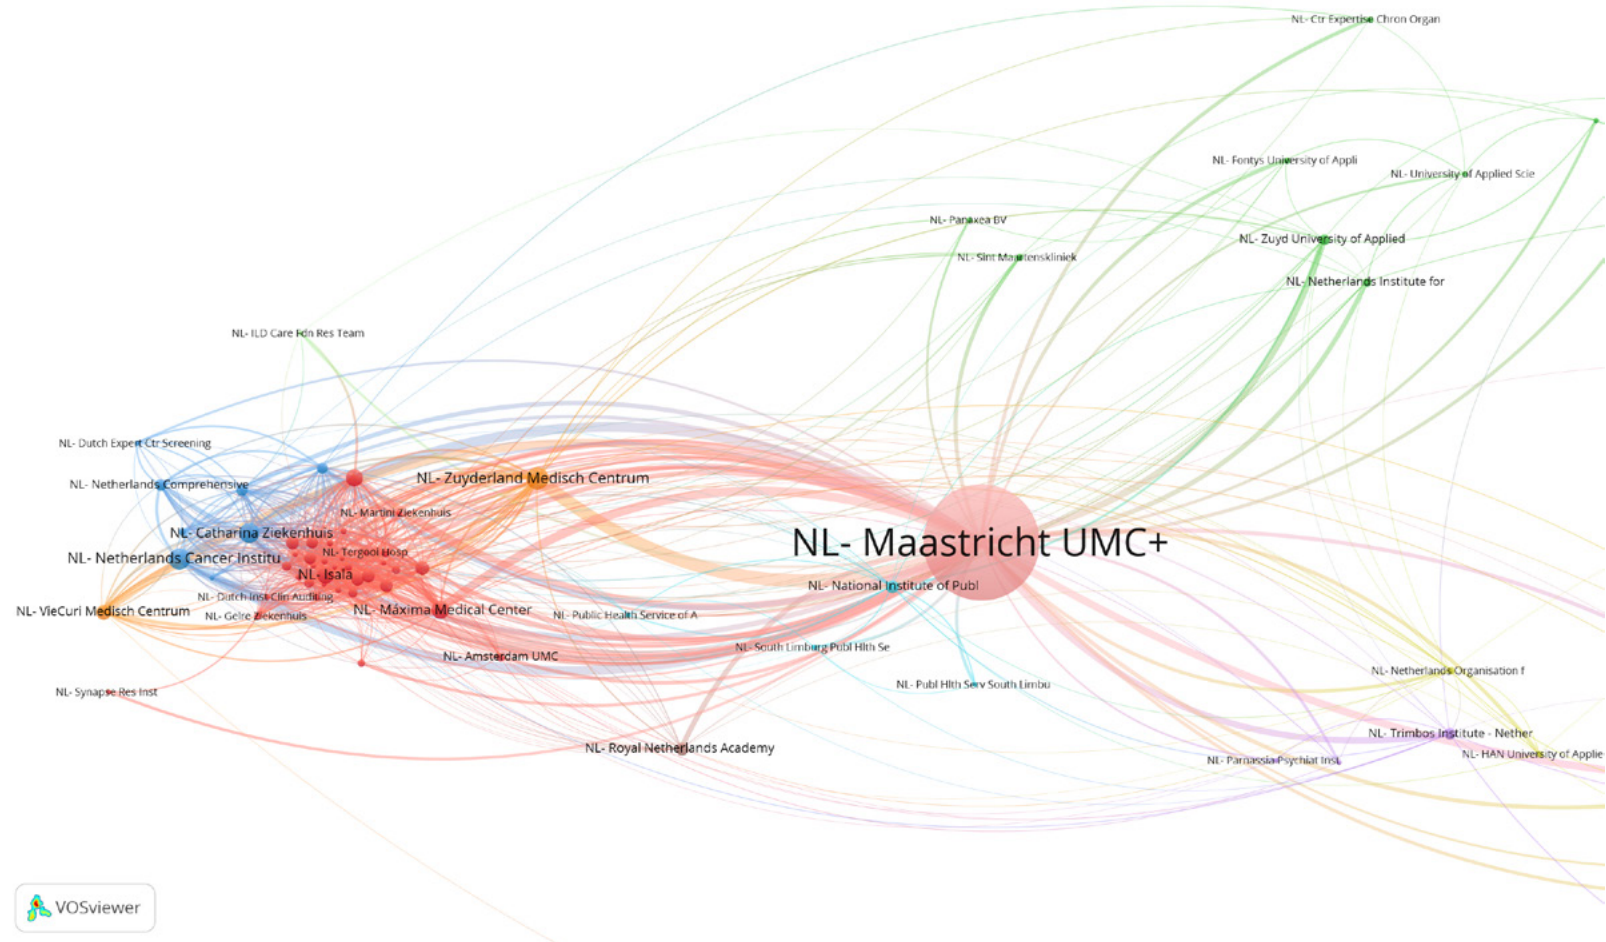 NL- Ctr Expertise Chron Organ
NL- Fontys University of Appli
NL- University of Applied Scie
NL- Panaxea BV
NL- Zuyd University of Applied
NL- Sint Maartenskliniek
NL- Netherlands Institute for
NL- ILD Care Fdn Res Team
NL- Dutch Expert Ctr Screening
NL- Zuyderland Medisch Centrum
NL- Netherlands Comprehensive
NL- Martini Ziekenhuis
NL- Catharina Ziekenhuis
NL- Maastricht UMC+
NL- Tergooi Hosp
NL- Netherlands Cancer Institu
NL- Isala
NL- National Institute of Publ
NL- Dutch Inst Clin Auditing
NL- VieCuri Medisch Centrum
NL- Máxima Medical Center
NL- Gelre Ziekenhuis
NL- Public Health Service of A
NL- South Limburg Publ Hlth Se
NL- Amsterdam UMC
NL- Netherlands Organisation f
NL- Publ Hlth Serv South Limbu
NL- Synapse Res Inst
NL- Trimbos Institute - Nether
NL- Royal Netherlands Academy
NL- HAN University of Applie
NL- Parnassia Psychiat Inst
VOSviewer